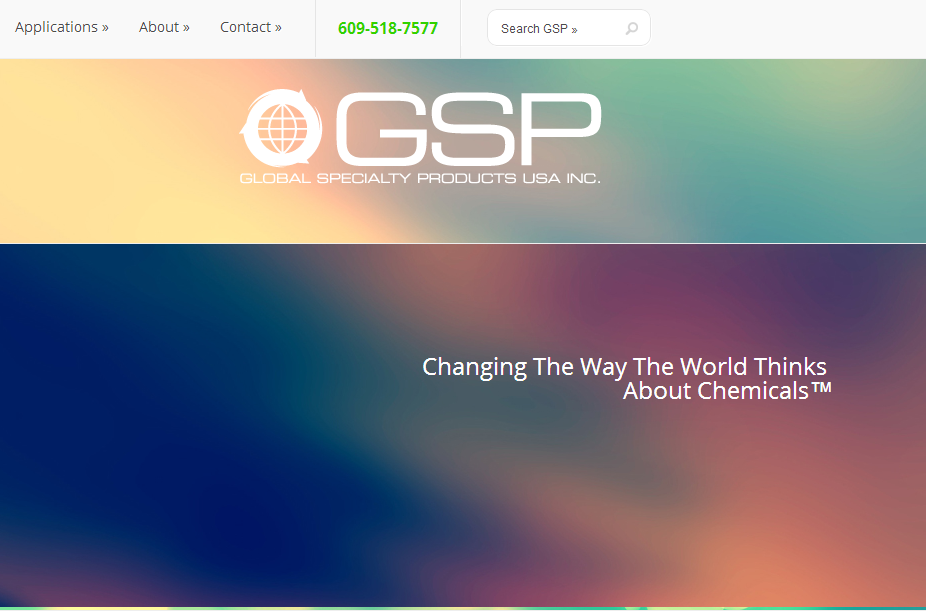 Applications »
About »
Contact »
609-518-7577
Search GSP »
GSP
GLOBAL SPECIALTY PRODUCTS USA INC.
Changing The Way The World Thinks
About Chemicals™